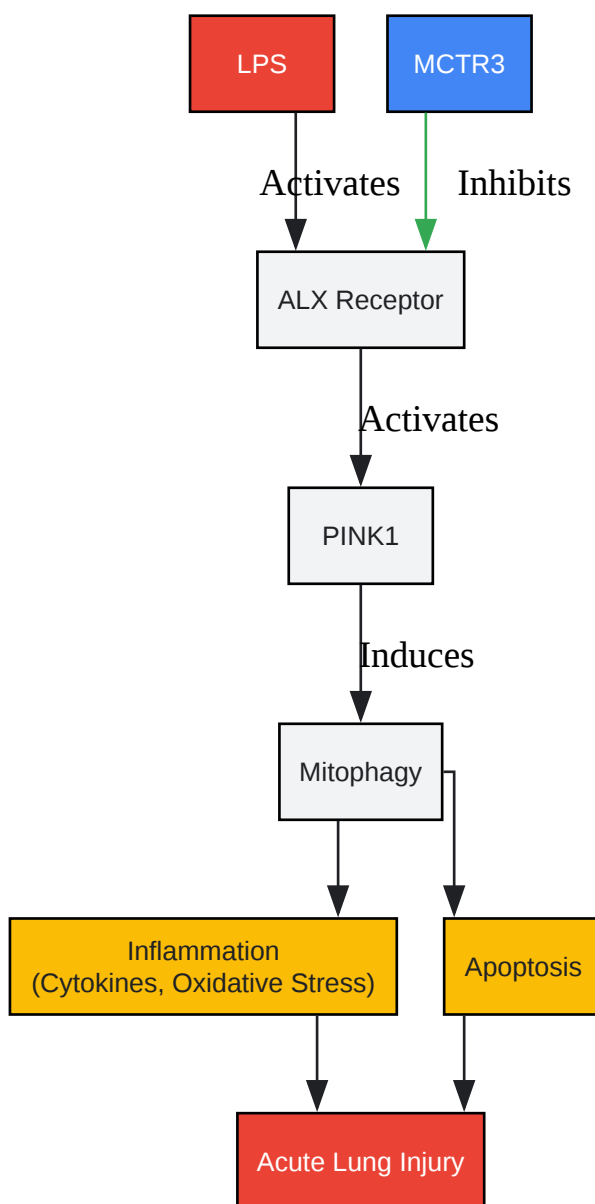 LPS
MCTR3
Activates
Inhibits
ALX Receptor
Activates
PINK1
Induces
Mitophagy
Inflammation
(Cytokines, Oxidative Stress)
Apoptosis
Acute Lung Injury